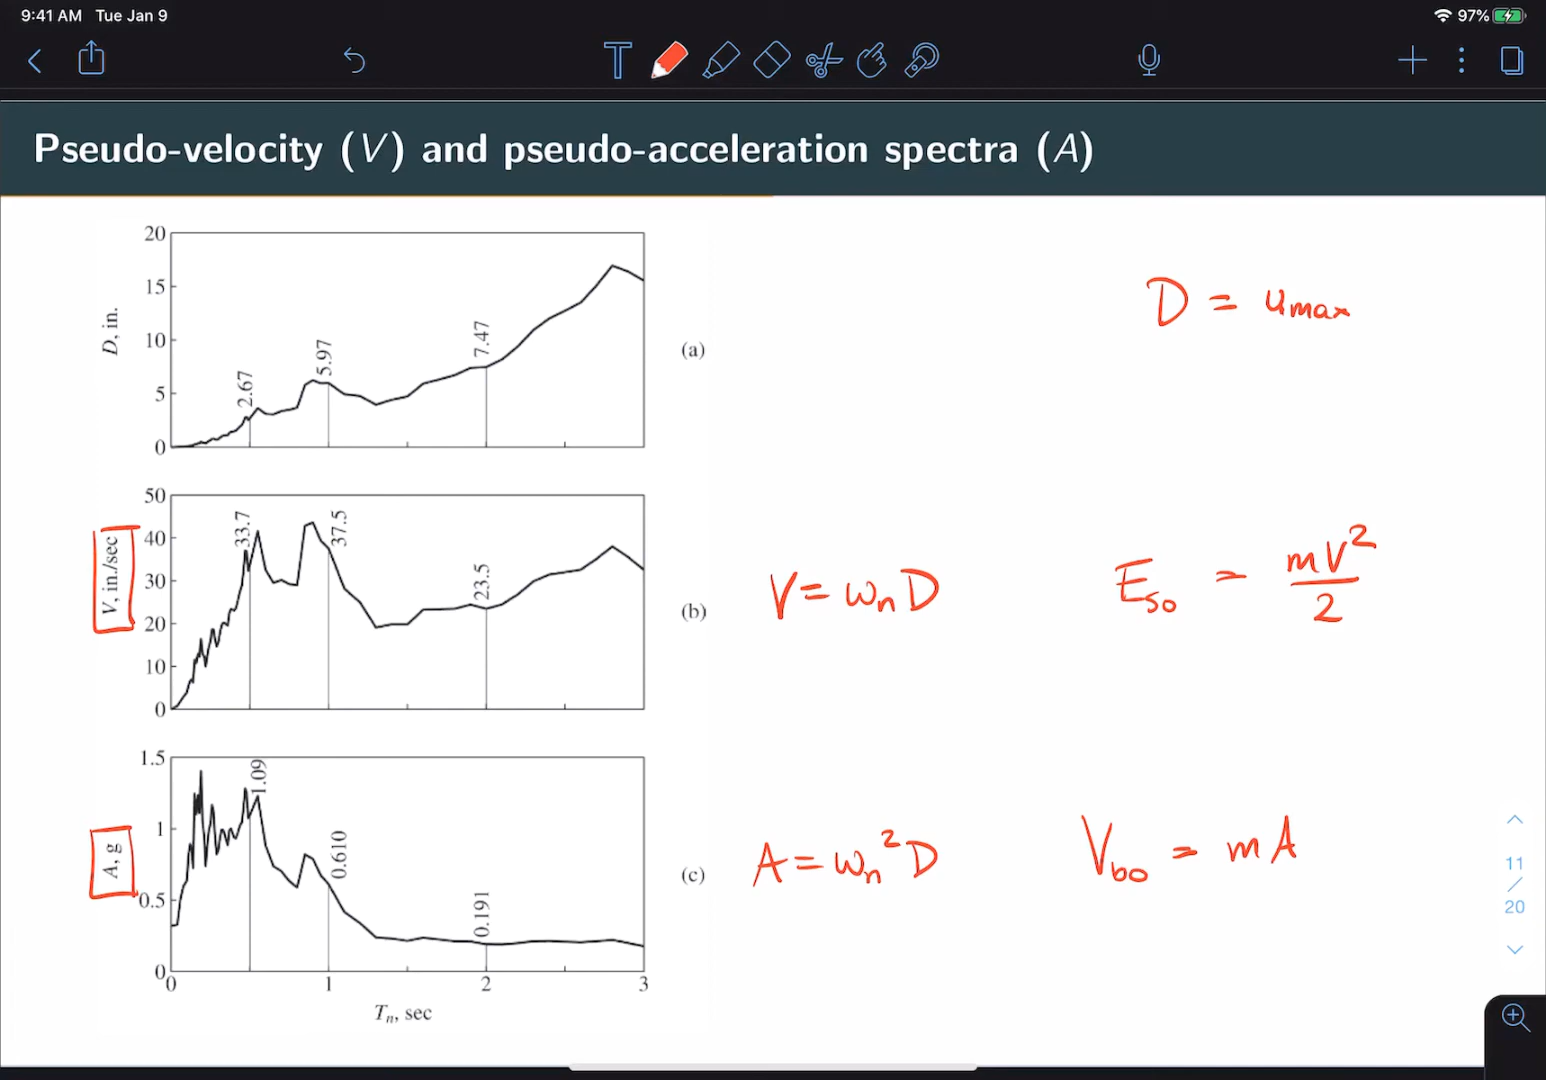 9:41 AM Tue Jan 9
97%
Pseudo-velocity (V) and pseudo-acceleration spectra (A)
20
15
10
5
0
D, in.
2.67
5.97
7.47
(a)
D = umax
50
40
30
20
10
0
V, in./sec
33.7
37.5
23.5
(b)
V = ωnD
Eso = mV²/2
1.5
1
0.5
0
A, g
1.09
0.610
0.191
(c)
A = ωn²D
Vbo = mA
0 1 2 3
Tn, sec
11
/
20